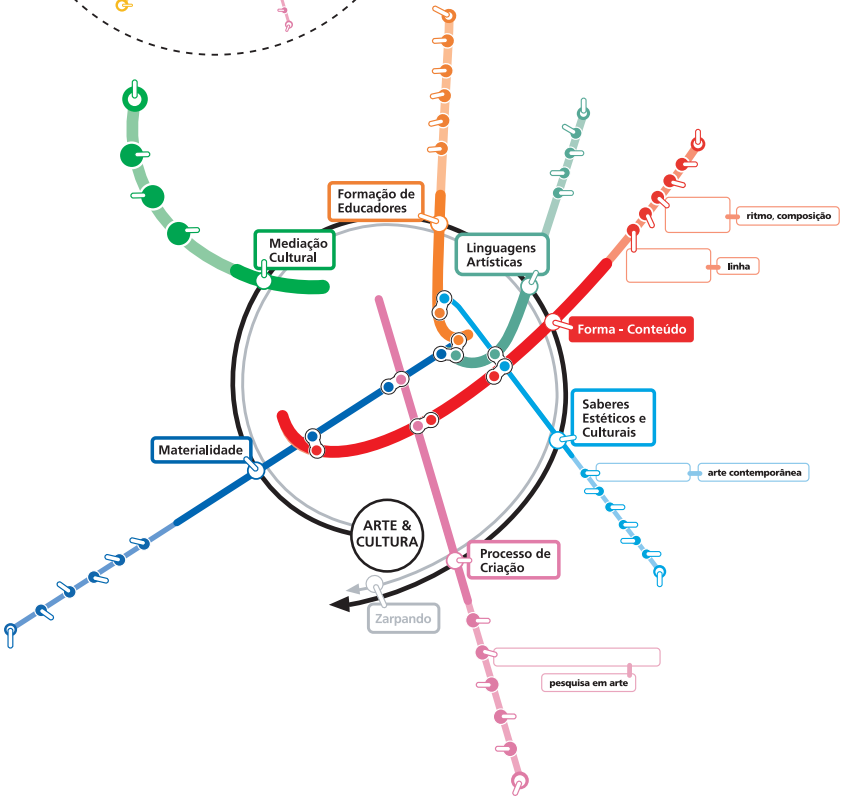 Formação de
Educadores
ritmo, composição
Mediação
Cultural
Linguagens
Artísticas
linha
Forma - Conteúdo
Saberes
Estéticos e
Culturais
Materialidade
arte contemporânea
ARTE &
CULTURA
Processo de
Criação
Zarpando
pesquisa em arte